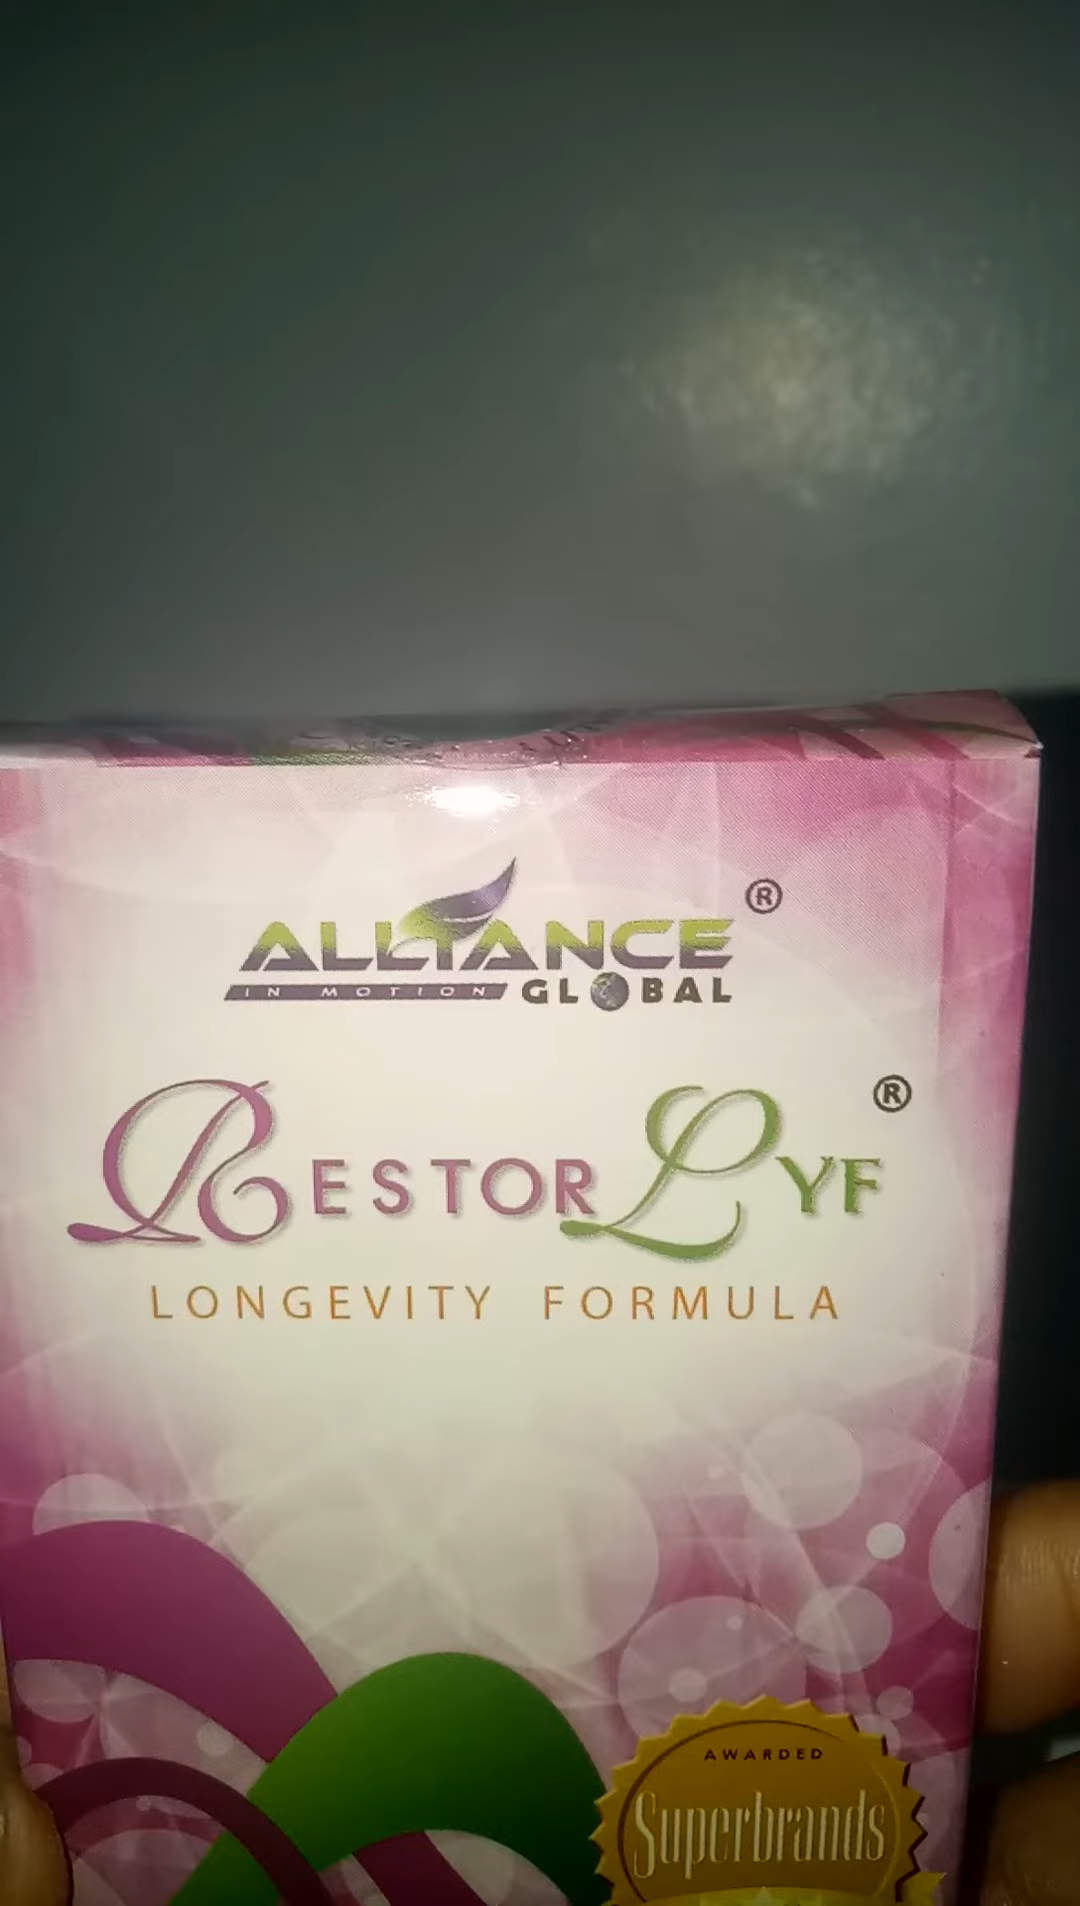 ALLIANCE®
IN MOTION GLOBAL
RESTORLYF®
LONGEVITY FORMULA
AWARDED
Superbrands